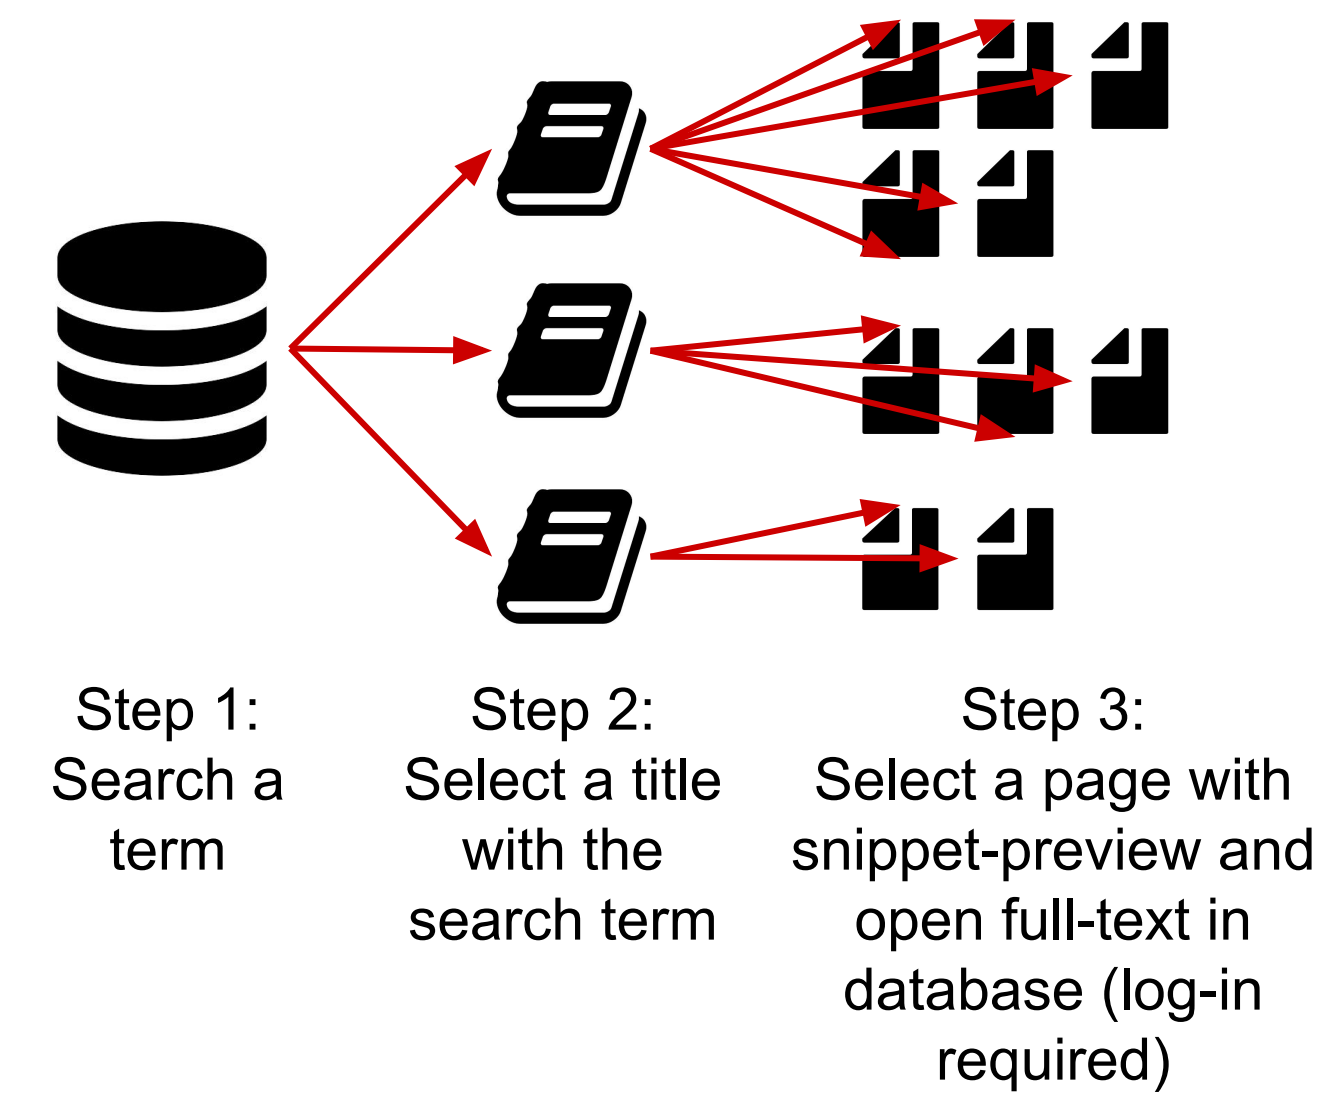 Step 1:
Search a
term
Step 2:
Select a title
with the
search term
Step 3:
Select a page with
snippet-preview and
open full-text in
database (log-in
required)